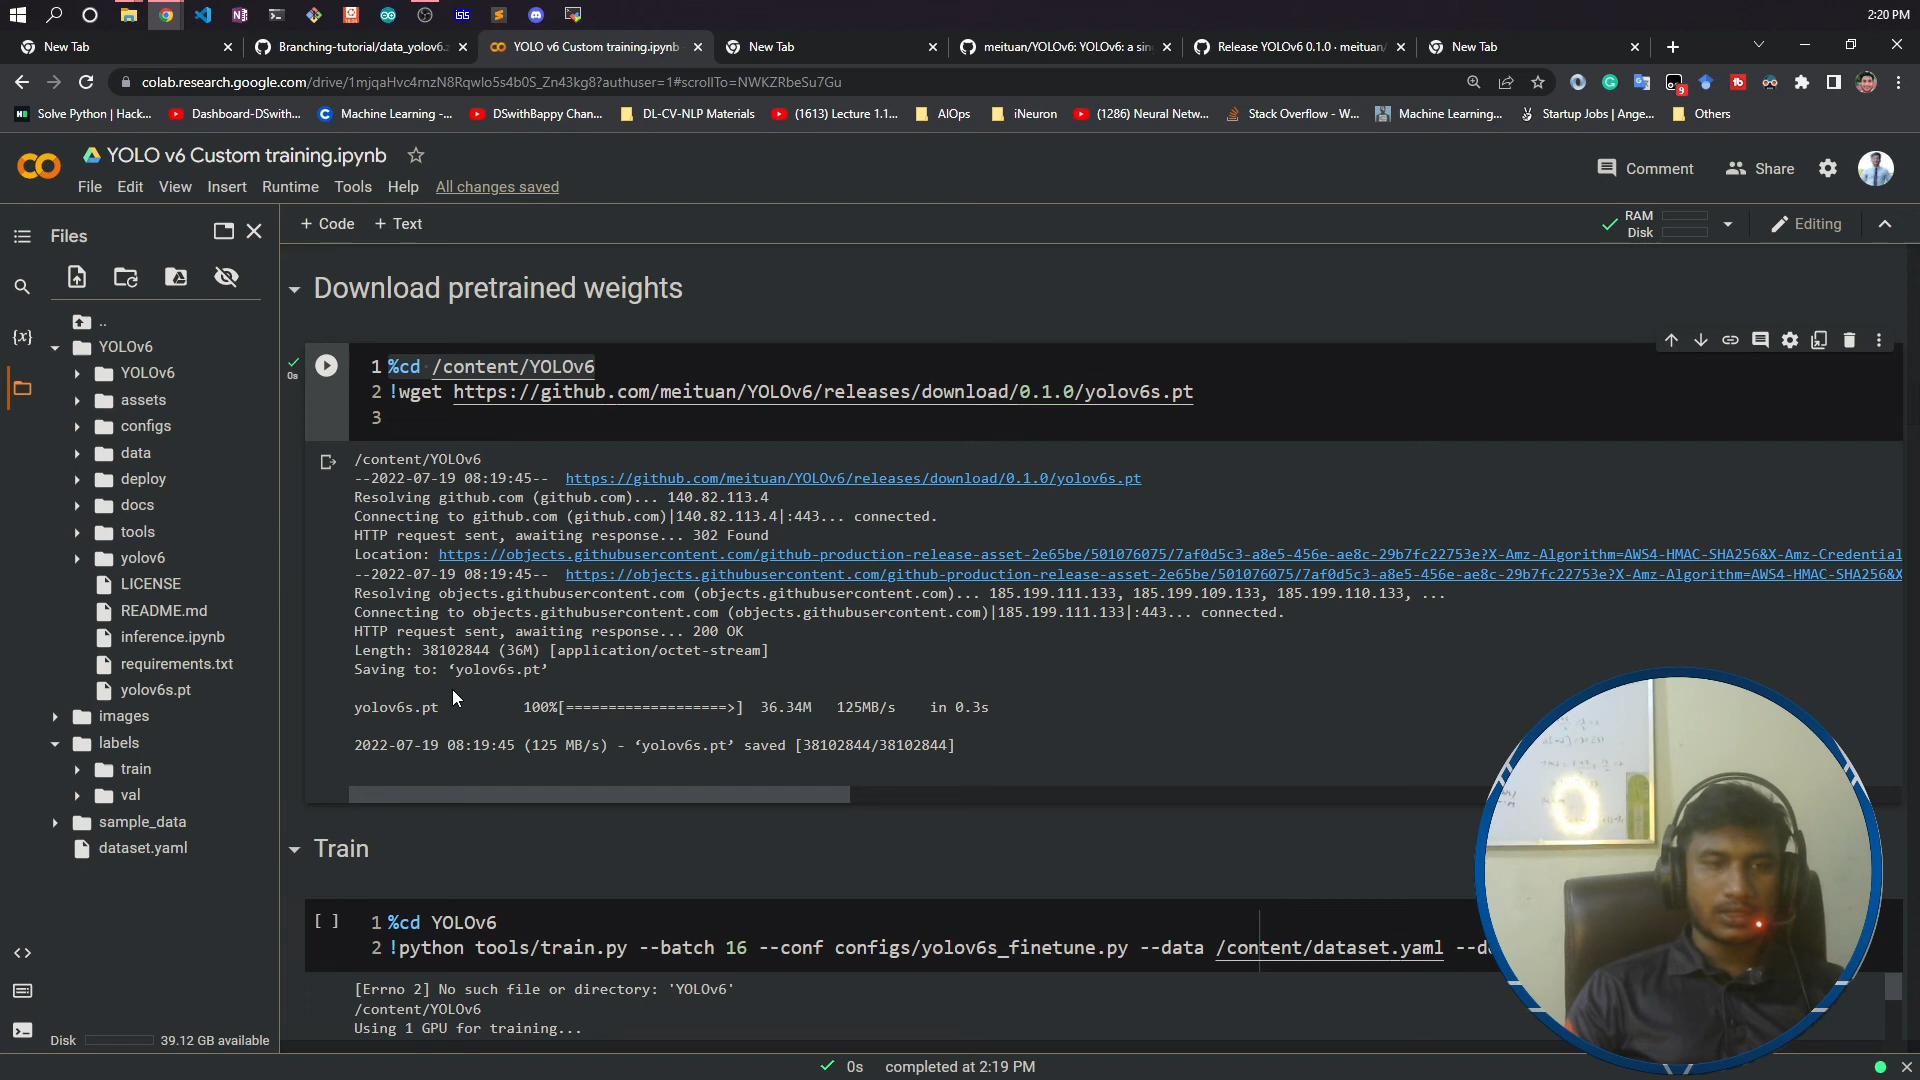 2:20 PM
New Tab
Branching-tutorial/data_yolov6.
YOLO v6 Custom training.ipynb
New Tab
meituan/YOLOv6: YOLOv6: a sin
Release YOLOv6 0.1.0 · meituan/
New Tab
colab.research.google.com/drive/1mjqaHvc4rnzN8Rqwlo5s4b0S_Zn43kg8?authuser=1#scrollTo=NWKZRbeSu7Gu
Solve Python | Hack...
Dashboard-DSwith...
Machine Learning -...
DSwithBappy Chan...
DL-CV-NLP Materials
(1613) Lecture 1.1...
AIOps
iNeuron
(1286) Neural Netw...
Stack Overflow - W...
Machine Learning...
Startup Jobs | Ange...
Others
YOLO v6 Custom training.ipynb
File Edit View Insert Runtime Tools Help All changes saved
Comment
Share
Files
+ Code + Text
RAM
Disk
Editing
..
YOLOv6
YOLOv6
assets
configs
data
deploy
docs
tools
yolov6
LICENSE
README.md
inference.ipynb
requirements.txt
yolov6s.pt
images
labels
train
val
sample_data
dataset.yaml
Disk 39.12 GB available
Download pretrained weights
0s
1 %cd /content/YOLOv6
2 !wget https://github.com/meituan/YOLOv6/releases/download/0.1.0/yolov6s.pt
3
/content/YOLOv6
--2022-07-19 08:19:45-- https://github.com/meituan/YOLOv6/releases/download/0.1.0/yolov6s.pt
Resolving github.com (github.com)... 140.82.113.4
Connecting to github.com (github.com)|140.82.113.4|:443... connected.
HTTP request sent, awaiting response... 302 Found
Location: https://objects.githubusercontent.com/github-production-release-asset-2e65be/501076075/7af0d5c3-a8e5-456e-ae8c-29b7fc22753e?X-Amz-Algorithm=AWS4-HMAC-SHA256&X-Amz-Credential
--2022-07-19 08:19:45-- https://objects.githubusercontent.com/github-production-release-asset-2e65be/501076075/7af0d5c3-a8e5-456e-ae8c-29b7fc22753e?X-Amz-Algorithm=AWS4-HMAC-SHA256&X
Resolving objects.githubusercontent.com (objects.githubusercontent.com)... 185.199.111.133, 185.199.109.133, 185.199.110.133, ...
Connecting to objects.githubusercontent.com (objects.githubusercontent.com)|185.199.111.133|:443... connected.
HTTP request sent, awaiting response... 200 OK
Length: 38102844 (36M) [application/octet-stream]
Saving to: ‘yolov6s.pt’
yolov6s.pt 100%[===================>] 36.34M 125MB/s in 0.3s
2022-07-19 08:19:45 (125 MB/s) - ‘yolov6s.pt’ saved [38102844/38102844]
Train
[ ]
1 %cd YOLOv6
2 !python tools/train.py --batch 16 --conf configs/yolov6s_finetune.py --data /content/dataset.yaml
[Errno 2] No such file or directory: 'YOLOv6'
/content/YOLOv6
Using 1 GPU for training...
0s completed at 2:19 PM